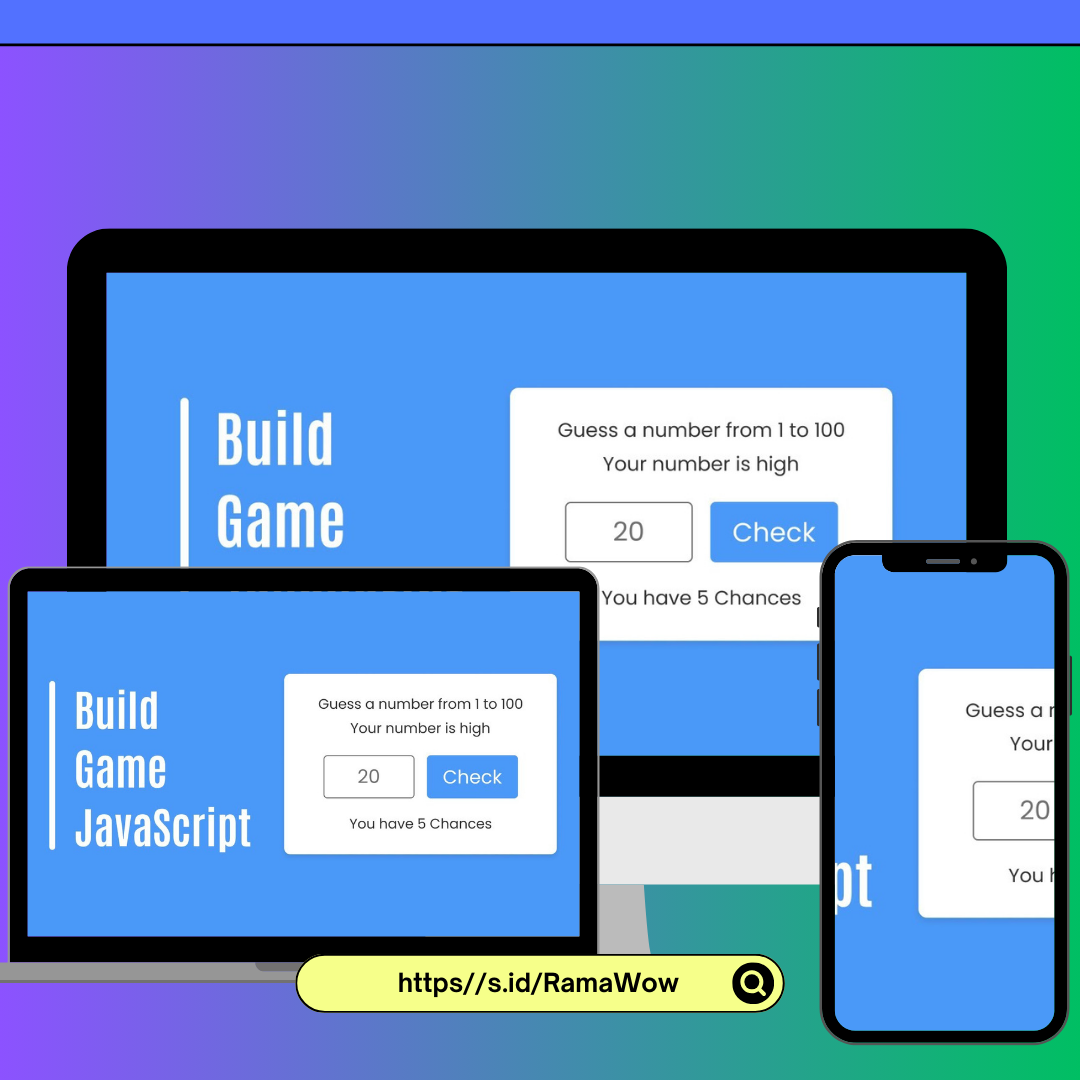 Build
Game
Guess a number from 1 to 100
Your number is high
20
Check
You have 5 Chances
Build
Game
JavaScript
Guess a number from 1 to 100
Your number is high
20
Check
You have 5 Chances
Guess a
Your
20
You
pt
https//s.id/RamaWow